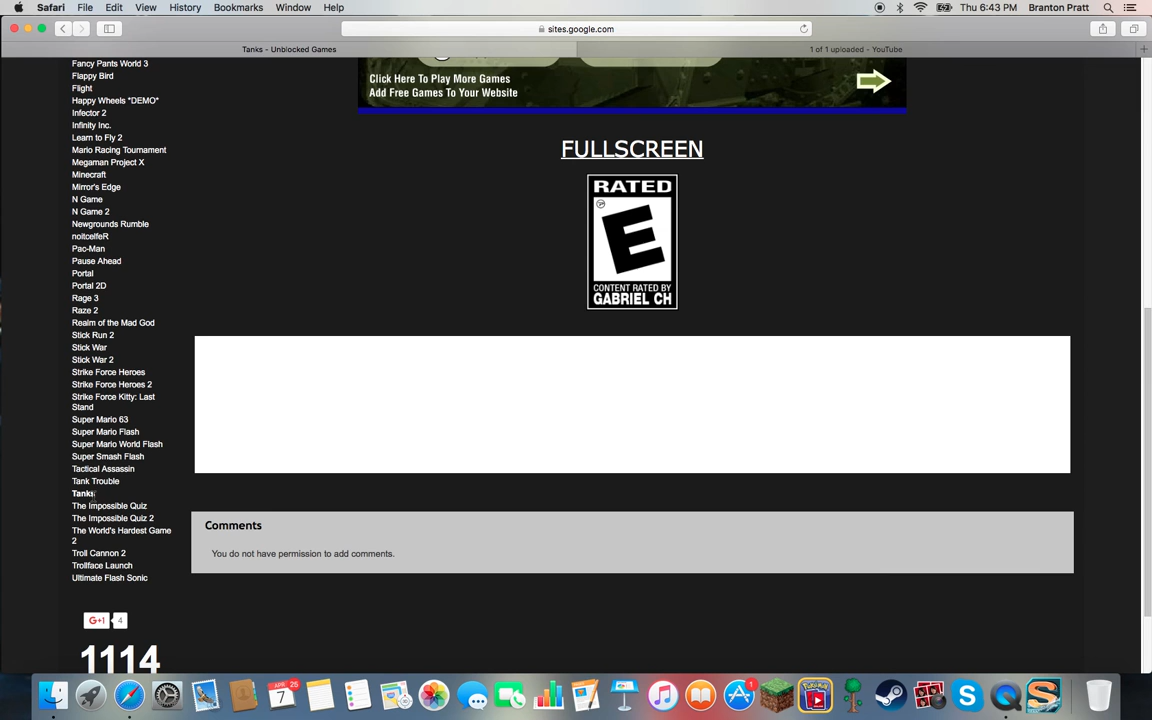 Safari File Edit View History Bookmarks Window Help Thu 6:43 PM Branton Pratt
sites.google.com
Tanks - Unblocked Games 1 of 1 uploaded - YouTube
Fancy Pants World 3
Flappy Bird
Flight
Happy Wheels *DEMO*
Infector 2
Infinity Inc.
Learn to Fly 2
Mario Racing Tournament
Megaman Project X
Minecraft
Mirror's Edge
N Game
N Game 2
Newgrounds Rumble
noitcelfeR
Pac-Man
Pause Ahead
Portal
Portal 2D
Rage 3
Raze 2
Realm of the Mad God
Stick Run 2
Stick War
Stick War 2
Strike Force Heroes
Strike Force Heroes 2
Strike Force Kitty: Last
Stand
Super Mario 63
Super Mario Flash
Super Mario World Flash
Super Smash Flash
Tactical Assassin
Tank Trouble
Tanks
The Impossible Quiz
The Impossible Quiz 2
The World's Hardest Game
2
Troll Cannon 2
Trollface Launch
Ultimate Flash Sonic
G+1 4
1114
Click Here To Play More Games
Add Free Games To Your Website
FULLSCREEN
RATED
E
CONTENT RATED BY
GABRIEL CH
Comments
You do not have permission to add comments.
APR 26
7
1